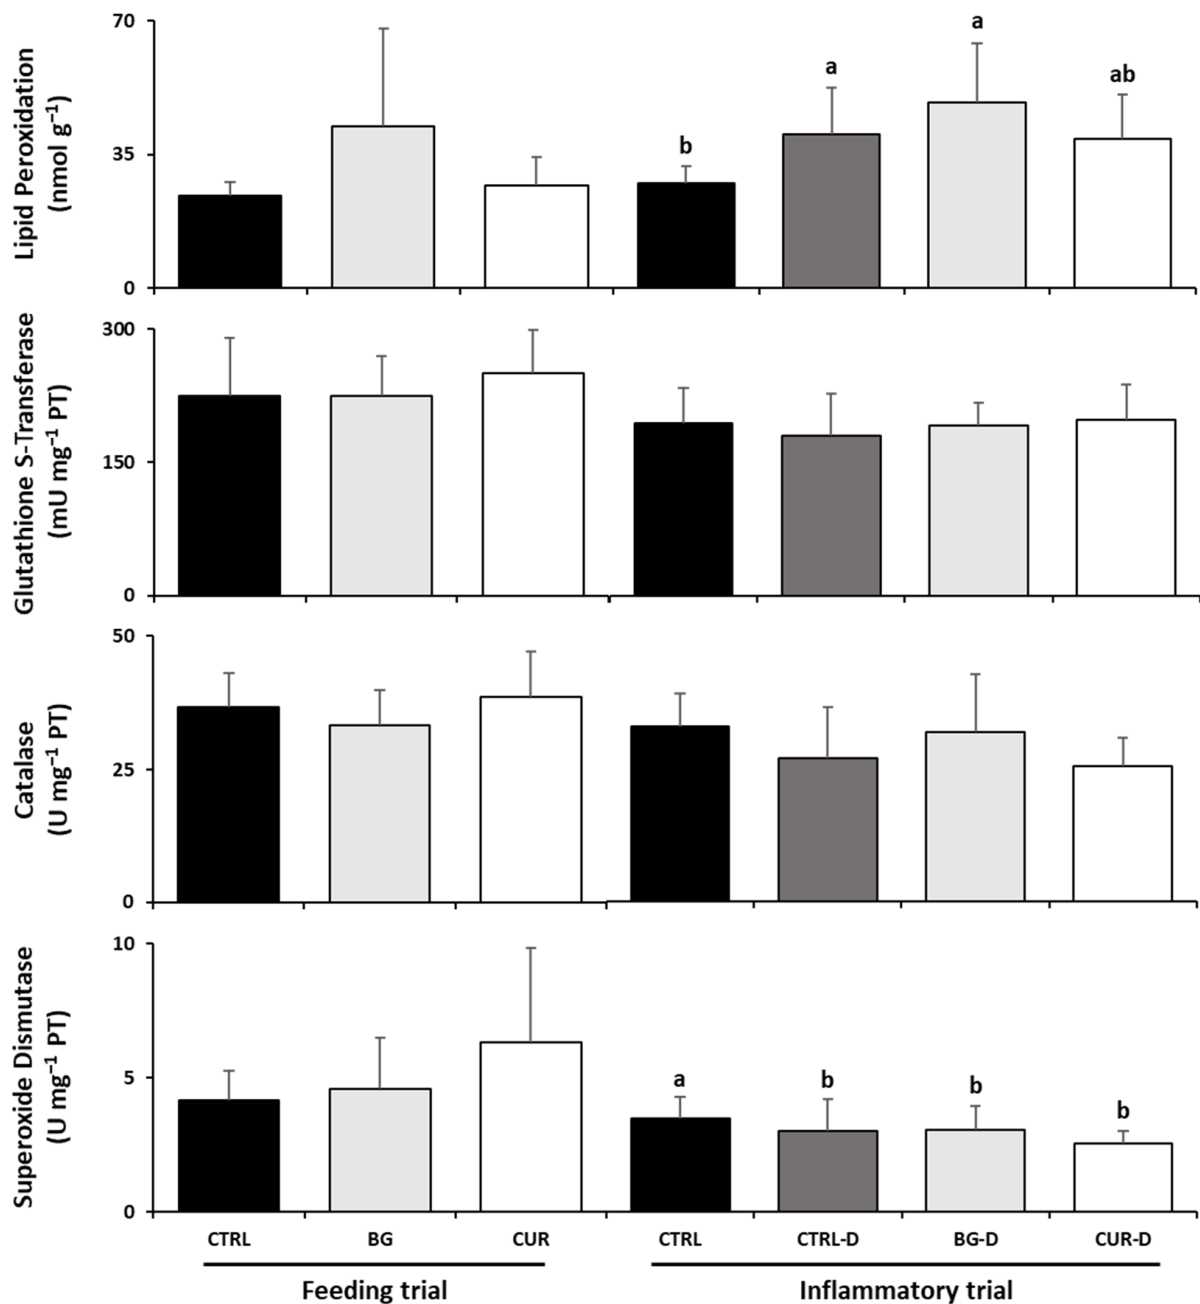 Lipid Peroxidation
(nmol g⁻¹)
70
35
0
b
a
a
ab
Glutathione S-Transferase
(mU mg⁻¹ PT)
300
150
0
Catalase
(U mg⁻¹ PT)
50
25
0
Superoxide Dismutase
(U mg⁻¹ PT)
10
5
0
a
b
b
b
CTRL BG CUR CTRL CTRL-D BG-D CUR-D
Feeding trial Inflammatory trial